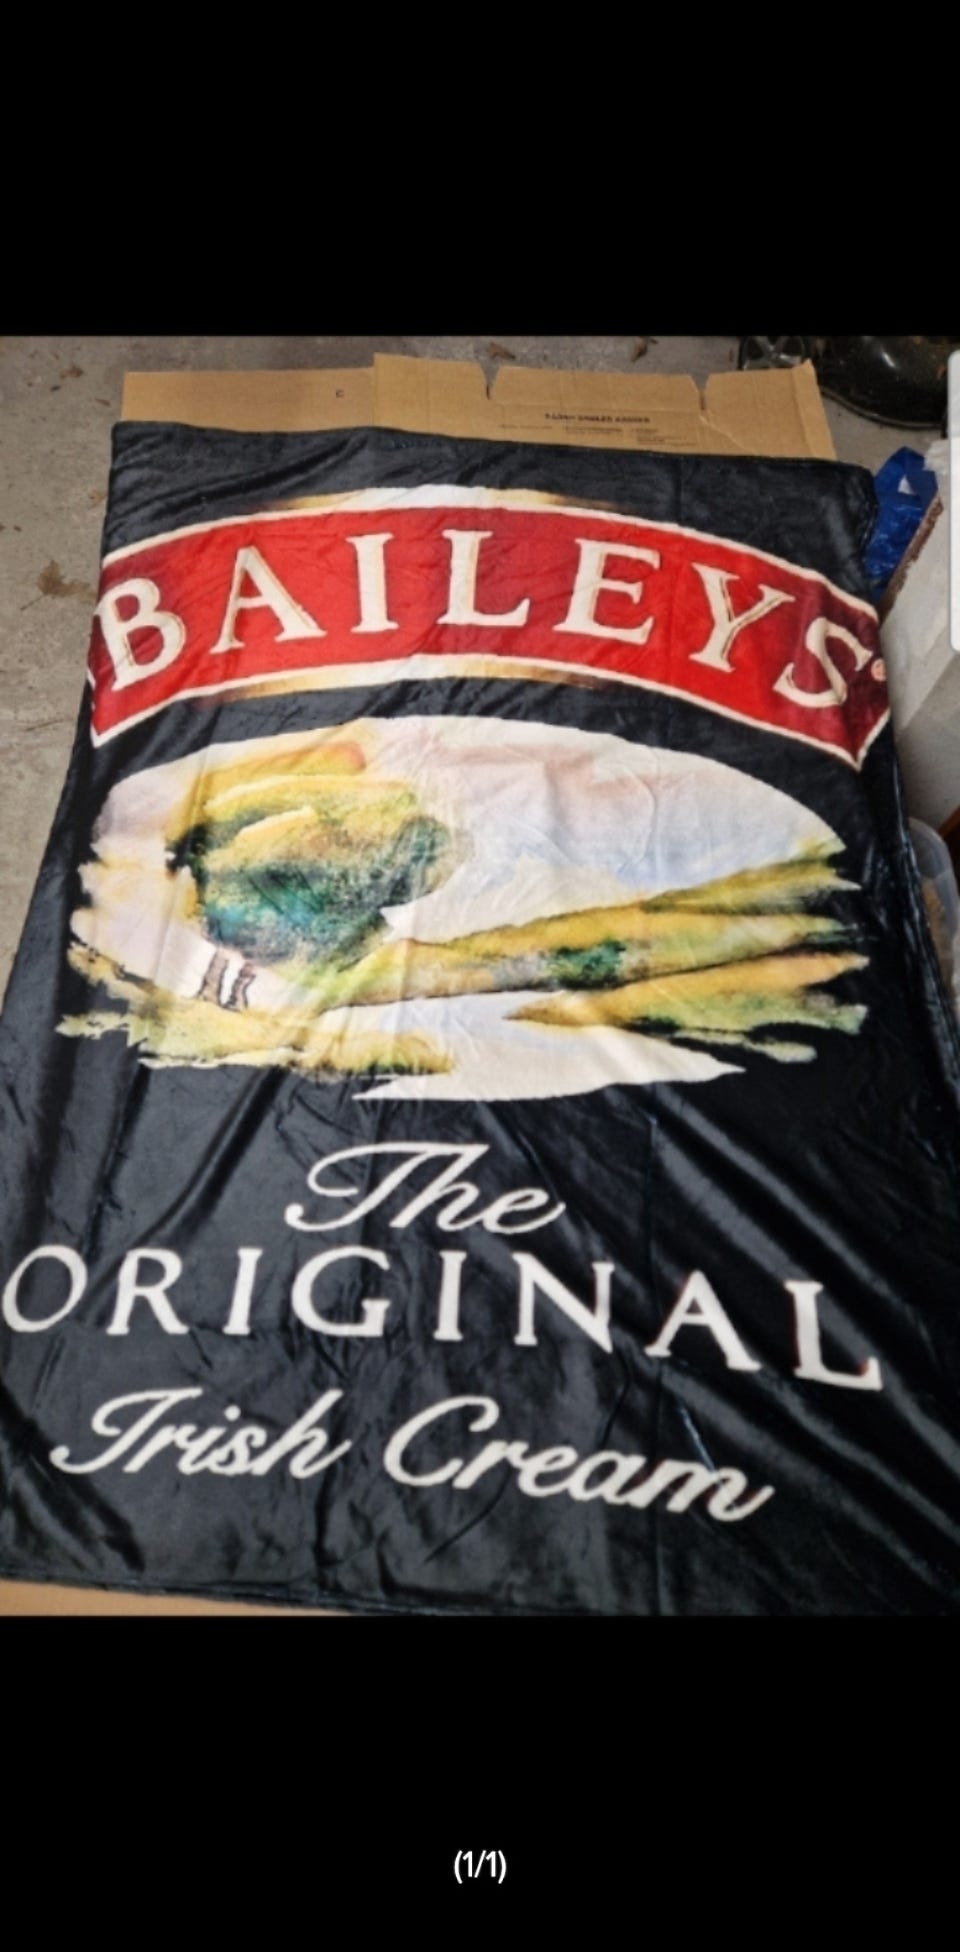 BAILEYS
The
ORIGINAL
Irish Cream
(1/1)